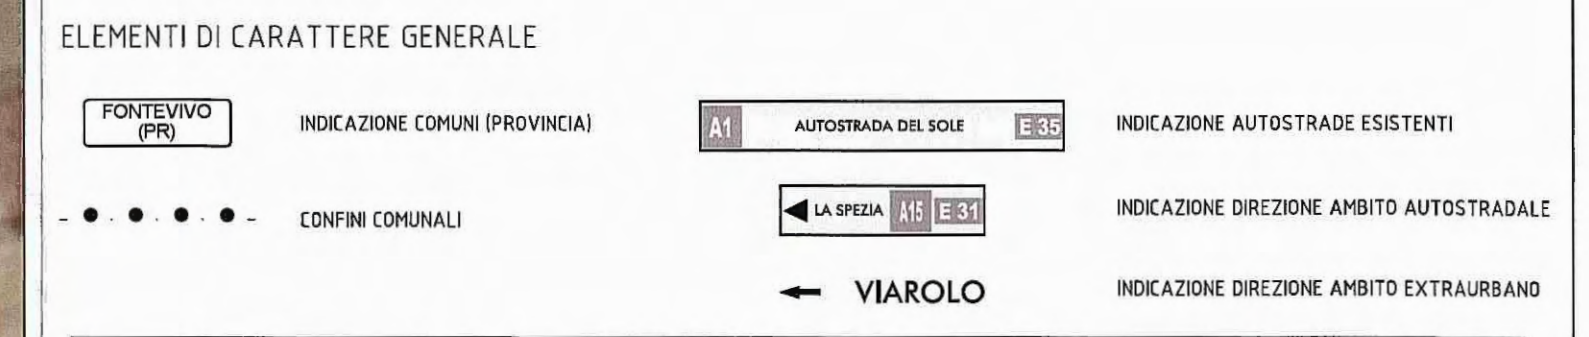 ELEMENTI DI CARATTERE GENERALE
FONTEVIVO
(PR)
INDICAZIONE COMUNI (PROVINCIA)
CONFINI COMUNALI
A1 AUTOSTRADA DEL SOLE E 35
INDICAZIONE AUTOSTRADE ESISTENTI
LA SPEZIA A15 E 31
INDICAZIONE DIREZIONE AMBITO AUTOSTRADALE
VIAROLO
INDICAZIONE DIREZIONE AMBITO EXTRAURBANO